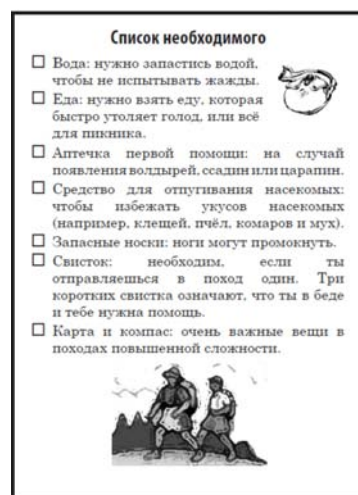 Список необходимого
☐ Вода: нужно запастись водой,
чтобы не испытывать жажды.
☐ Еда: нужно взять еду, которая
быстро утоляет голод, или всё
для пикника.
☐ Аптечка первой помощи: на случай
появления волдырей, ссадин или царапин.
☐ Средство для отпугивания насекомых:
чтобы избежать укусов насекомых
(например, клещей, пчёл, комаров и мух).
☐ Запасные носки: ноги могут промокнуть.
☐ Свисток: необходим, если ты
отправляешься в поход один. Три
коротких свистка означают, что ты в беде
и тебе нужна помощь.
☐ Карта и компас: очень важные вещи в
походах повышенной сложности.